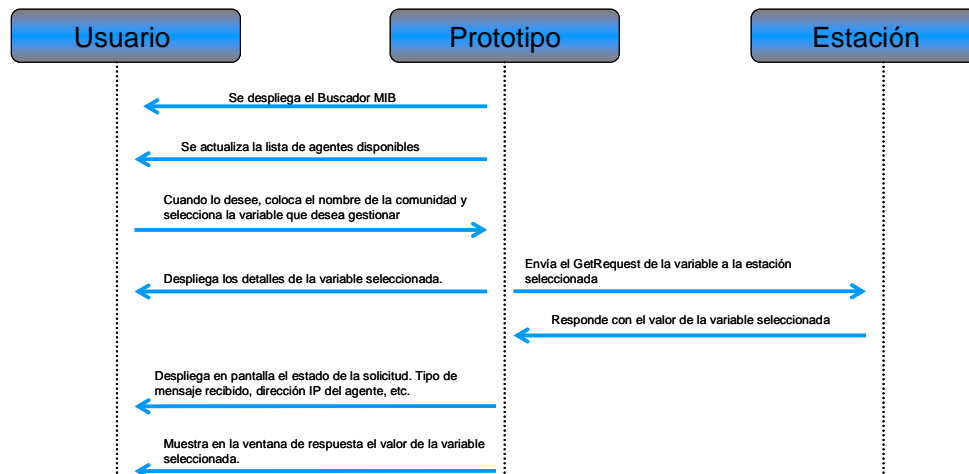 Usuario
Prototipo
Estación
Se despliega el Buscador MIB
Se actualiza la lista de agentes disponibles
Cuando lo desee, coloca el nombre de la comunidad y
selecciona la variable que desea gestionar
Despliega los detalles de la variable seleccionada.
Envía el GetRequest de la variable a la estación
seleccionada
Responde con el valor de la variable seleccionada
Despliega en pantalla el estado de la solicitud. Tipo de
mensaje recibido, dirección IP del agente, etc.
Muestra en la ventana de respuesta el valor de la variable
seleccionada.